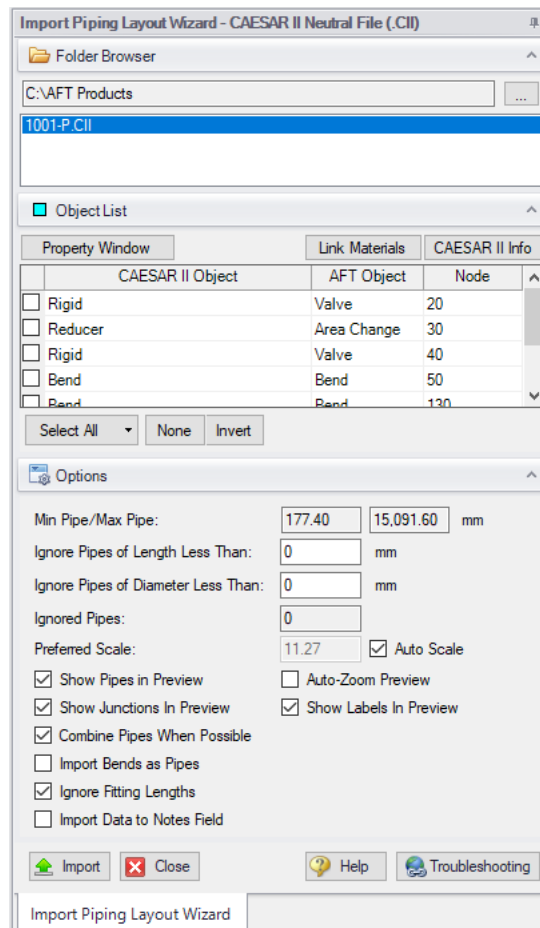 Import Piping Layout Wizard - CAESAR II Neutral File (.CII)
Folder Browser
C:\AFT Products
...
1001-P.CII
Object List
Property Window Link Materials CAESAR II Info
CAESAR II Object AFT Object Node
Rigid Valve 20
Reducer Area Change 30
Rigid Valve 40
Bend Bend 50
Bend Bend 130
Select All None Invert
Options
Min Pipe/Max Pipe: 177.40 15,091.60 mm
Ignore Pipes of Length Less Than: 0 mm
Ignore Pipes of Diameter Less Than: 0 mm
Ignored Pipes: 0
Preferred Scale: 11.27 Auto Scale
Show Pipes in Preview Auto-Zoom Preview
Show Junctions In Preview Show Labels In Preview
Combine Pipes When Possible
Import Bends as Pipes
Ignore Fitting Lengths
Import Data to Notes Field
Import Close Help Troubleshooting
Import Piping Layout Wizard